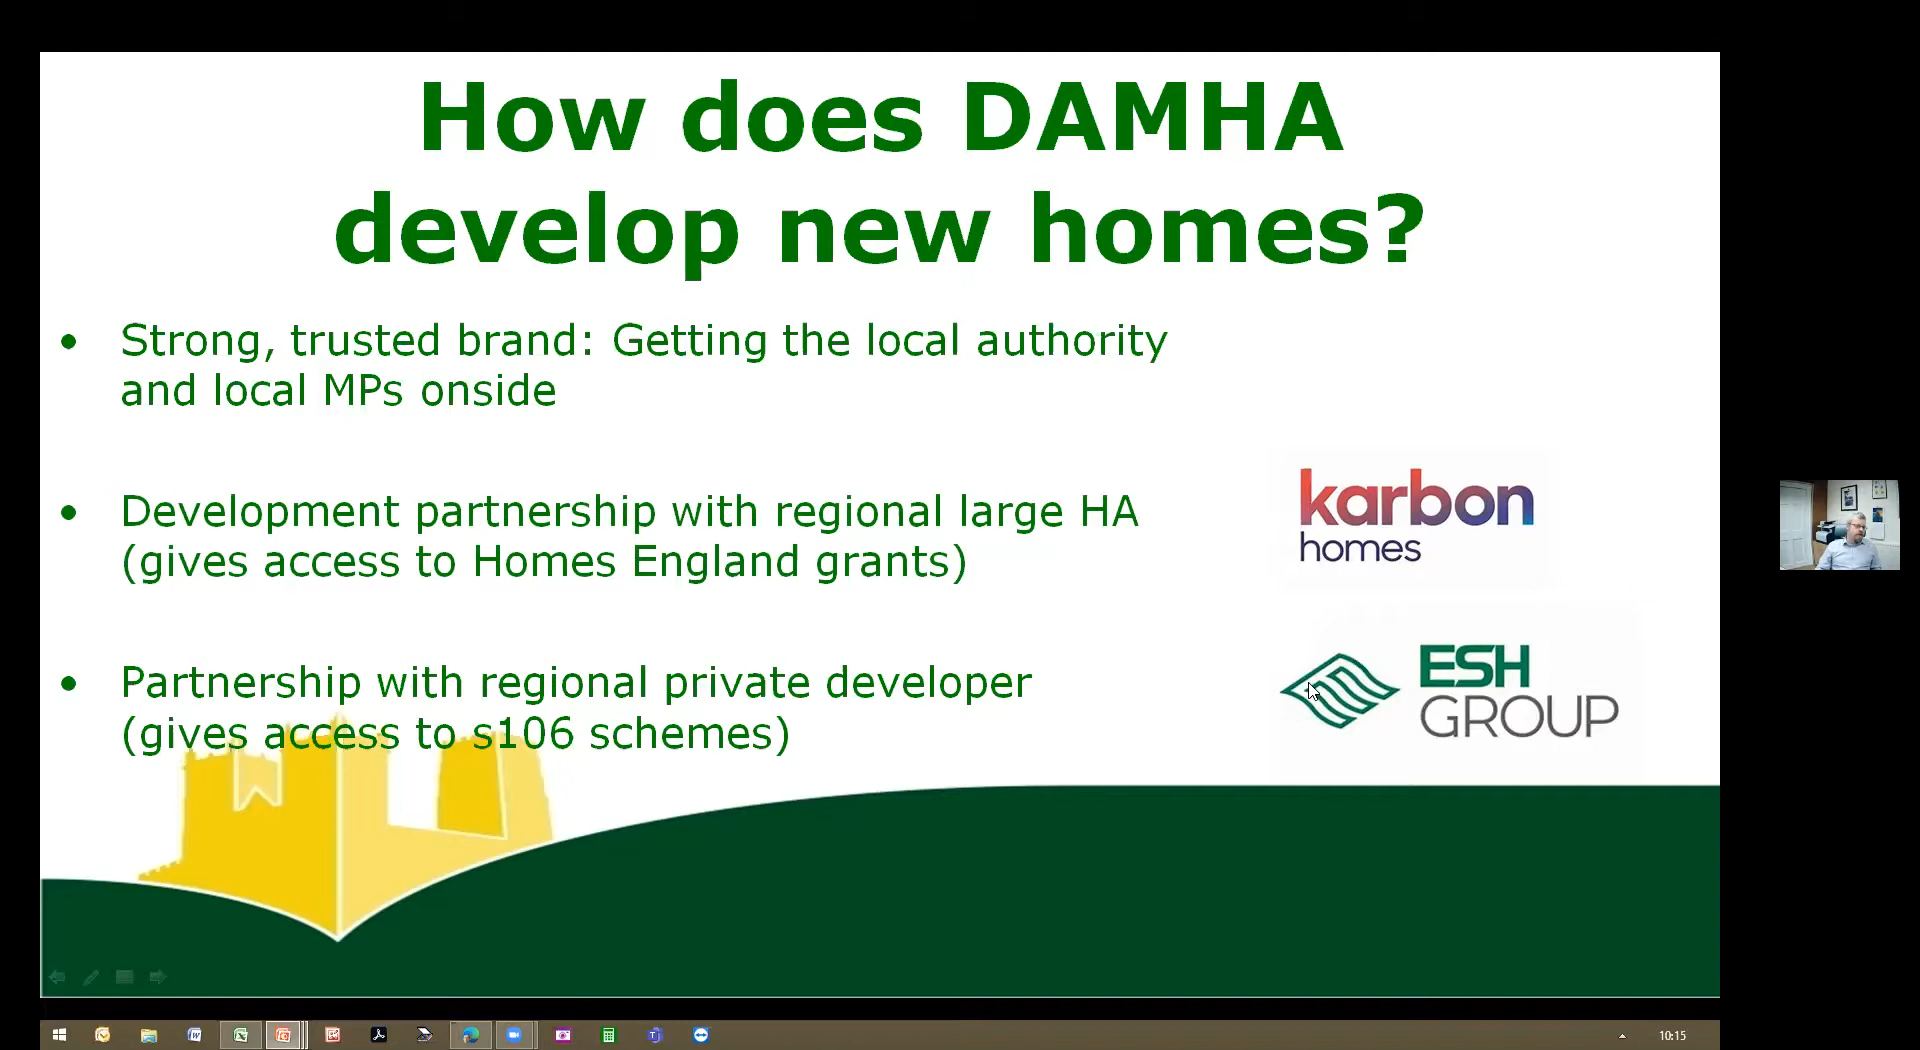 How does DAMHA
develop new homes?
• Strong, trusted brand: Getting the local authority
and local MPs onside
• Development partnership with regional large HA
(gives access to Homes England grants)
karbon
homes
• Partnership with regional private developer
(gives access to s106 schemes)
ESH
GROUP
10:15